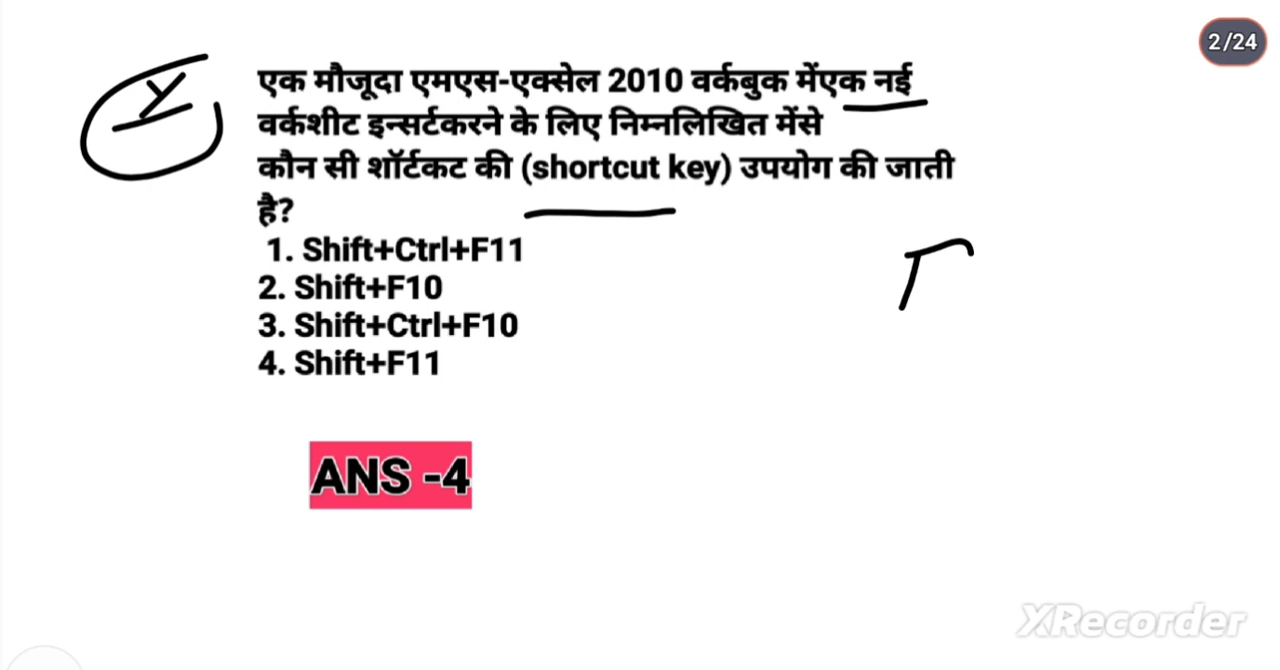 2/24
एक मौजूदा एमएस-एक्सेल 2010 वर्कबुक मेंएक नई
वर्कशीट इन्सर्टकरने के लिए निम्नलिखित मेंसे
कौन सी शॉर्टकट की (shortcut key) उपयोग की जाती
है?
1. Shift+Ctrl+F11
2. Shift+F10
3. Shift+Ctrl+F10
4. Shift+F11
ANS -4
XRecorder